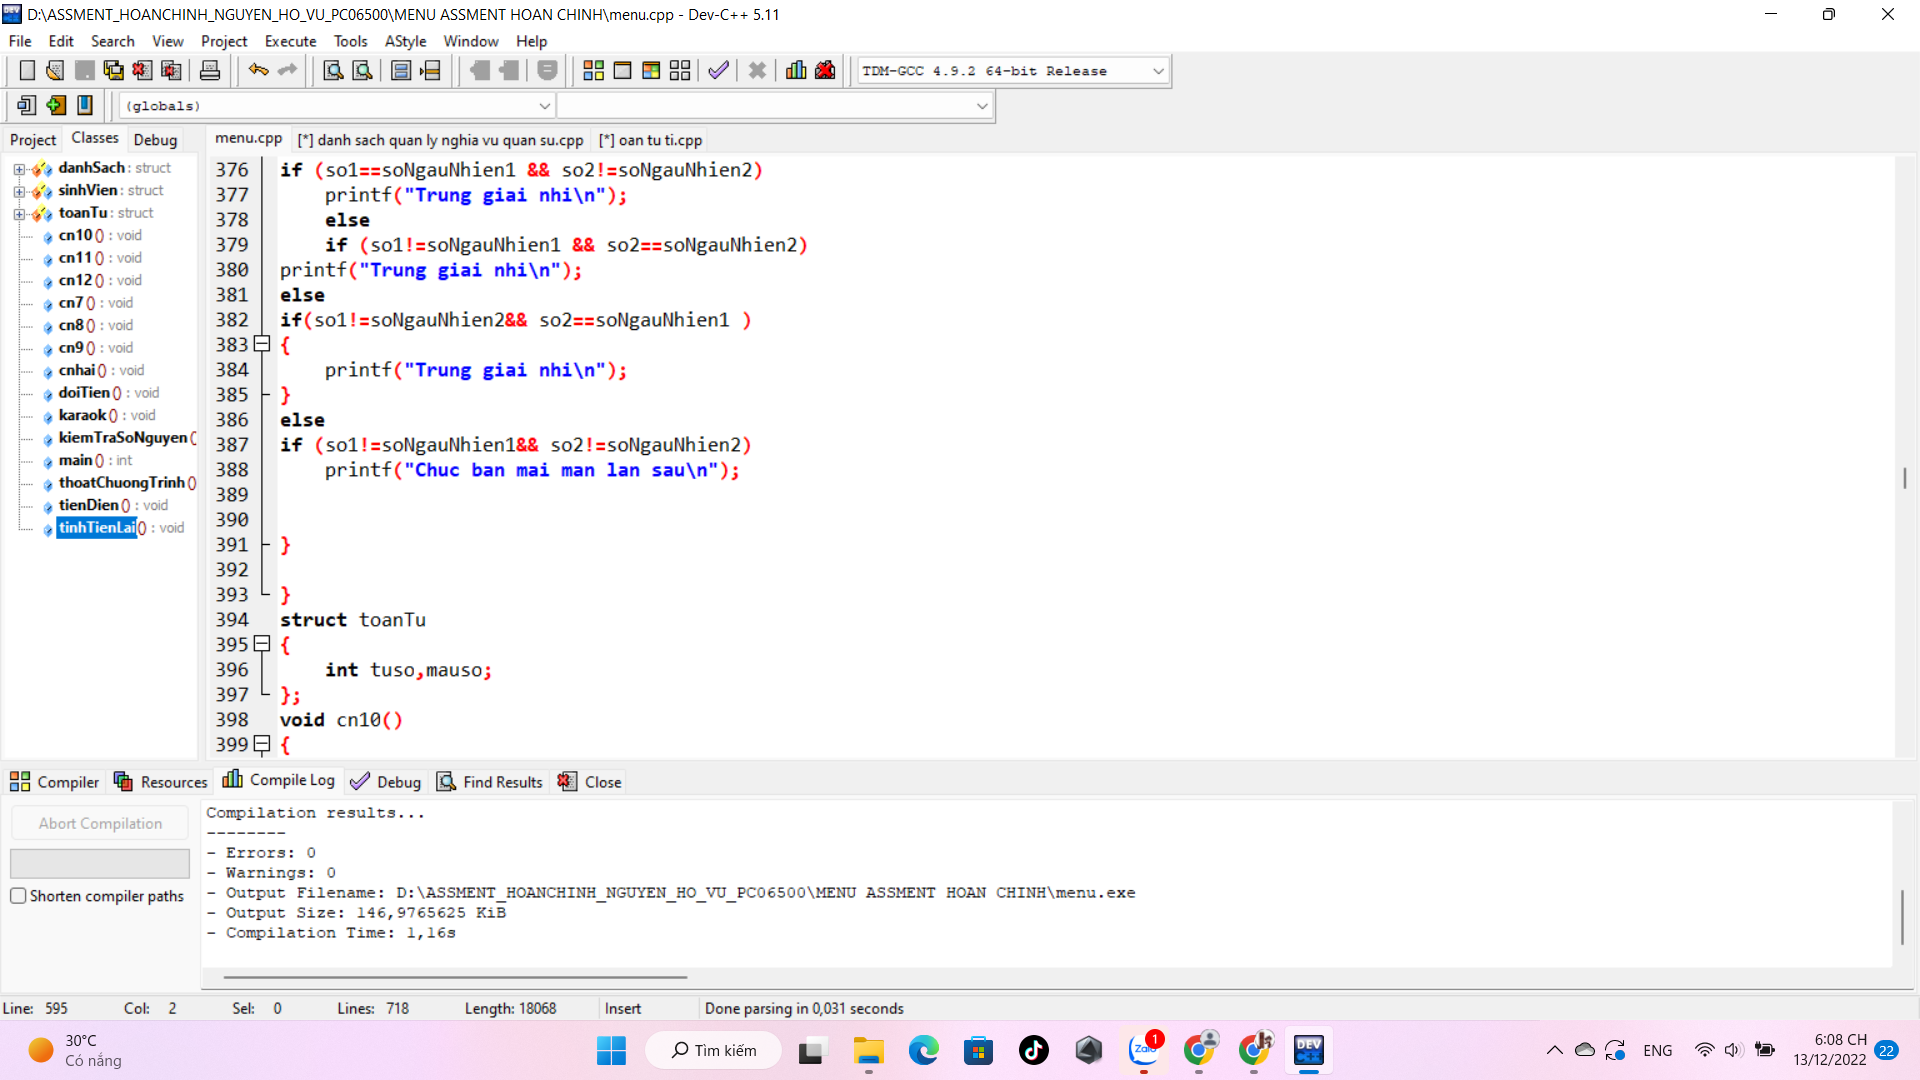 D:\ASSMENT_HOANCHINH_NGUYEN_HO_VU_PC06500\MENU ASSMENT HOAN CHINH\menu.cpp - Dev-C++ 5.11
File Edit Search View Project Execute Tools AStyle Window Help
TDM-GCC 4.9.2 64-bit Release
(globals)
Project Classes Debug
menu.cpp [*] danh sach quan ly nghia vu quan su.cpp [*] oan tu ti.cpp
danhSach : struct
sinhVien : struct
toanTu : struct
cn10 () : void
cn11 () : void
cn12 () : void
cn7 () : void
cn8 () : void
cn9 () : void
cnhai () : void
doiTien () : void
karaok () : void
kiemTraSoNguyen (
main () : int
thoatChuongTrinh ()
tienDien () : void
tinhTienLai () : void
376 if (so1==soNgauNhien1 && so2!=soNgauNhien2)
377 printf("Trung giai nhi\n");
378 else
379 if (so1!=soNgauNhien1 && so2==soNgauNhien2)
380 printf("Trung giai nhi\n");
381 else
382 if(so1!=soNgauNhien2&& so2==soNgauNhien1 )
383 {
384 printf("Trung giai nhi\n");
385 }
386 else
387 if (so1!=soNgauNhien1&& so2!=soNgauNhien2)
388 printf("Chuc ban mai man lan sau\n");
389
390
391 }
392
393 }
394 struct toanTu
395 {
396 int tuso,mauso;
397 };
398 void cn10()
399 {
Compiler Resources Compile Log Debug Find Results Close
Abort Compilation
Shorten compiler paths
Compilation results...
--------
- Errors: 0
- Warnings: 0
- Output Filename: D:\ASSMENT_HOANCHINH_NGUYEN_HO_VU_PC06500\MENU ASSMENT HOAN CHINH\menu.exe
- Output Size: 146,9765625 KiB
- Compilation Time: 1,16s
Line: 595 Col: 2 Sel: 0 Lines: 718 Length: 18068 Insert Done parsing in 0,031 seconds
30°C
Có nắng
Tìm kiếm
Zalo
1
DEV
C++
ENG
6:08 CH
13/12/2022
22